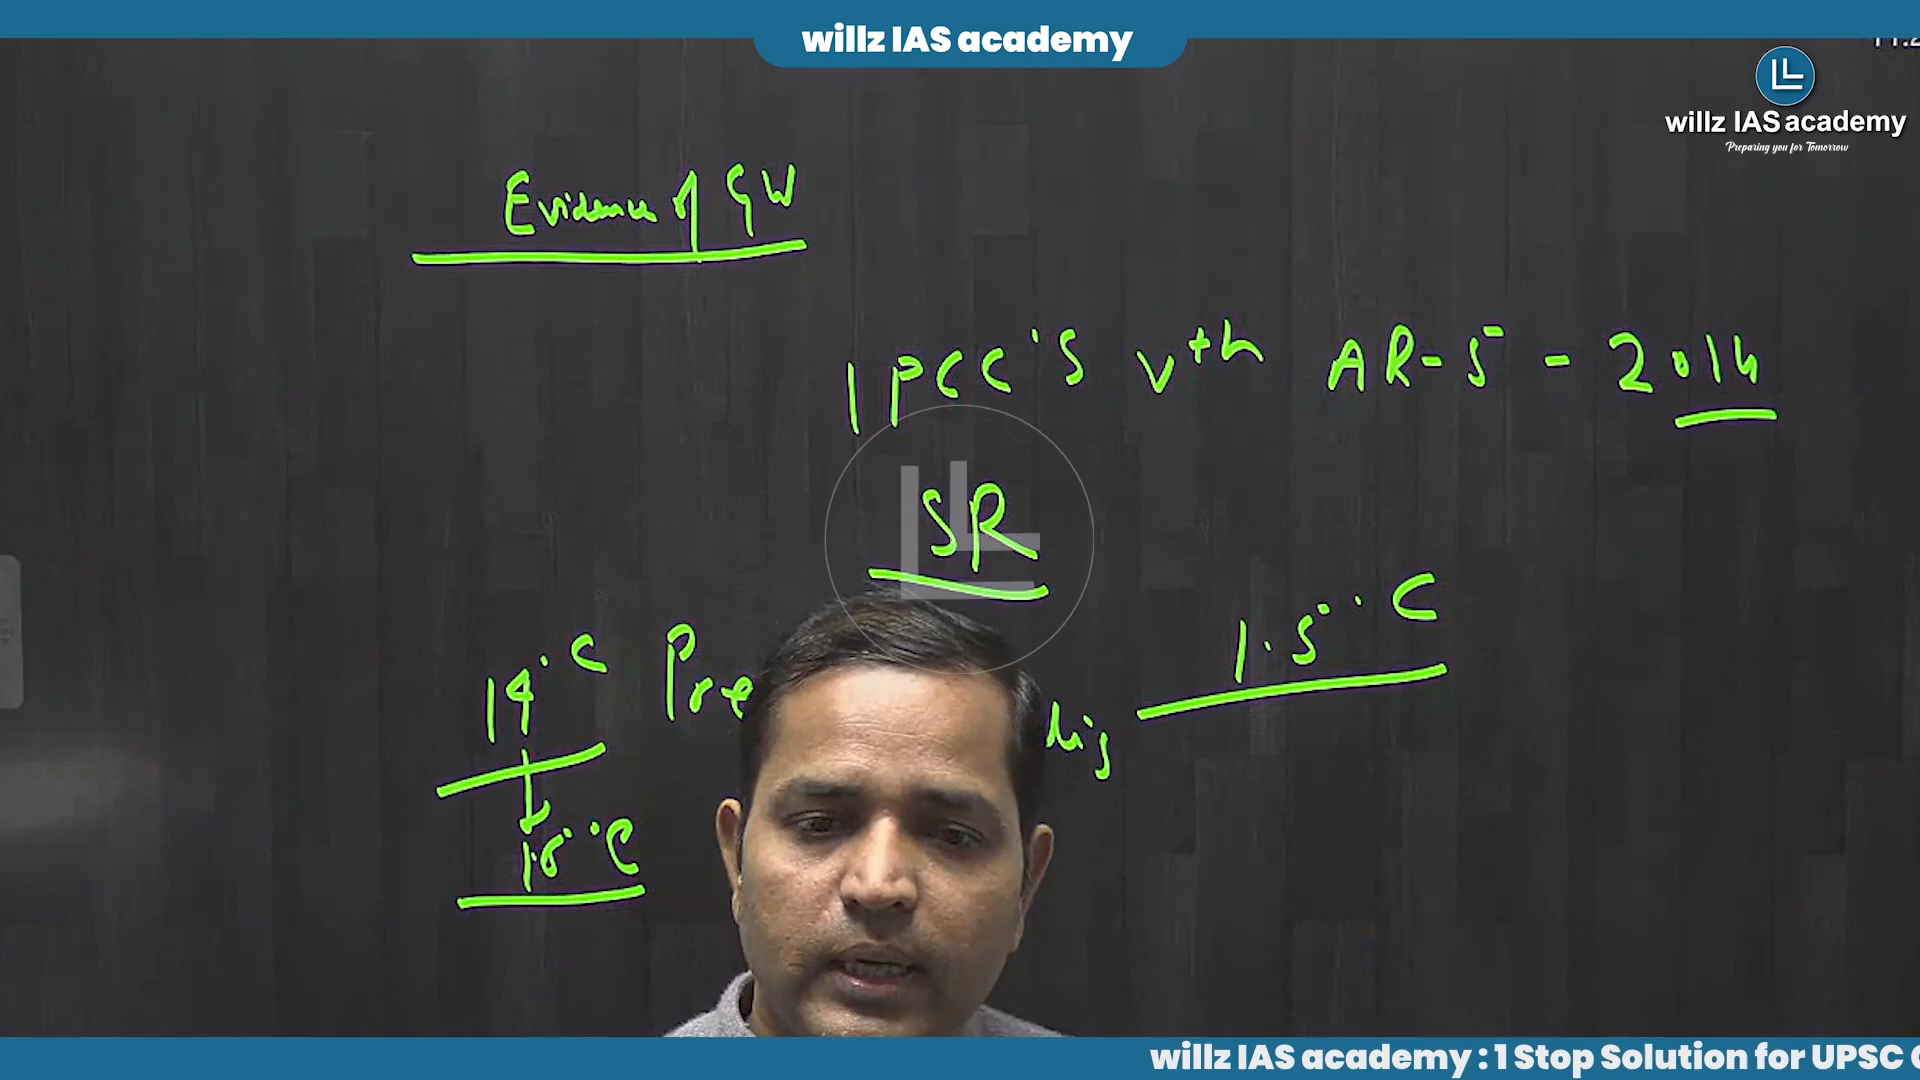 willz IAS academy
willz IAS academy
Preparing you for Tomorrow
Evidence of GW
IPCC'S Vth AR-5 - 2014
SR
1.5°C
14°C Pre
15°C
willz IAS academy : 1 Stop Solution for UPSC